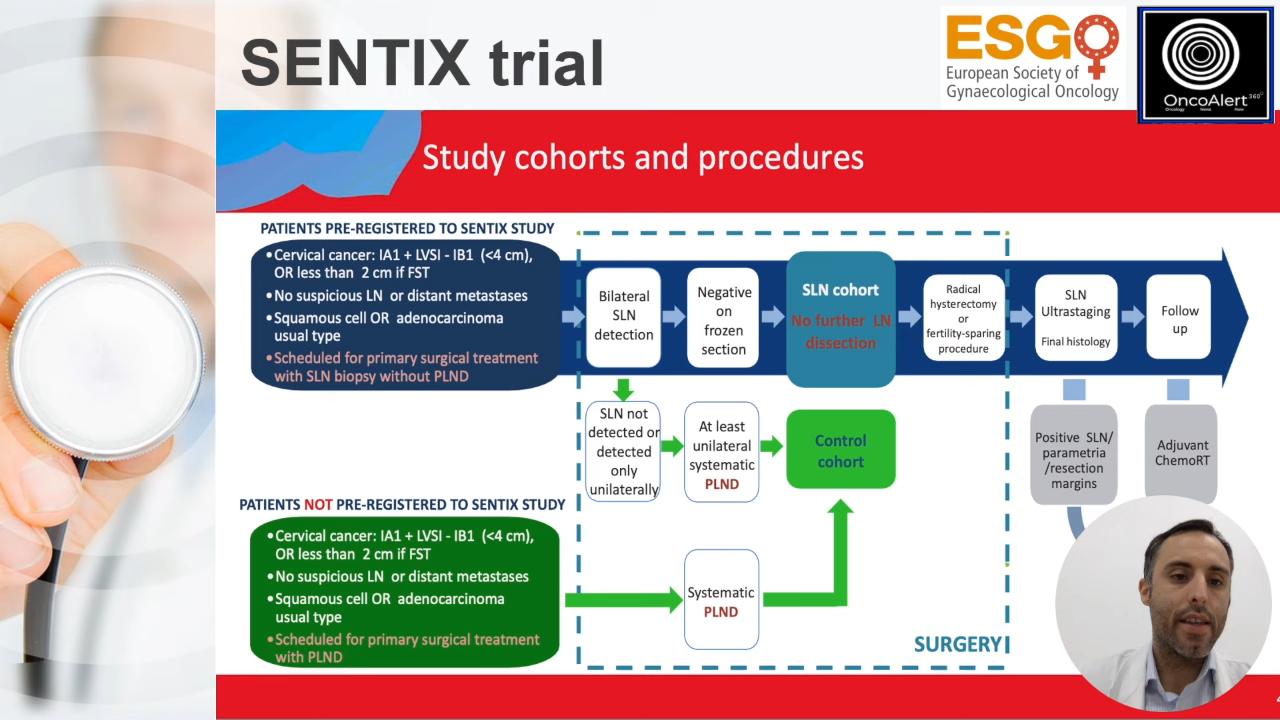 SENTIX trial
ESGO
European Society of
Gynaecological Oncology
OncoAlert 360°
Oncology News Now
Study cohorts and procedures
PATIENTS PRE-REGISTERED TO SENTIX STUDY
•Cervical cancer: IA1 + LVSI - IB1 (<4 cm),
OR less than 2 cm if FST
•No suspicious LN or distant metastases
•Squamous cell OR adenocarcinoma
usual type
•Scheduled for primary surgical treatment
with SLN biopsy without PLND
Bilateral
SLN
detection
Negative
on
frozen
section
SLN cohort
No further LN
dissection
Radical
hysterectomy
or
fertility-sparing
procedure
SLN
Ultrastaging
Final histology
Follow
up
SLN not
detected or
detected
only
unilaterally
At least
unilateral
systematic
PLND
Control
cohort
Positive SLN/
parametria
/resection
margins
Adjuvant
ChemoRT
PATIENTS NOT PRE-REGISTERED TO SENTIX STUDY
•Cervical cancer: IA1 + LVSI - IB1 (<4 cm),
OR less than 2 cm if FST
•No suspicious LN or distant metastases
•Squamous cell OR adenocarcinoma
usual type
•Scheduled for primary surgical treatment
with PLND
Systematic
PLND
SURGERY